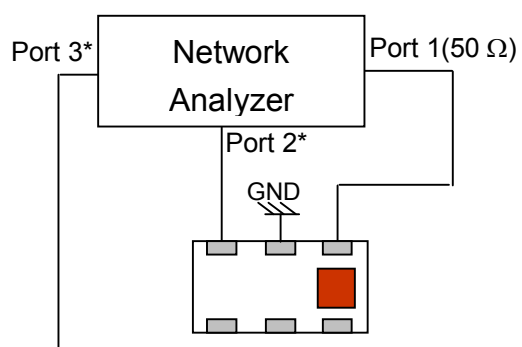 Port 3*
Network
Analyzer
Port 1(50 Ω)
Port 2*
GND